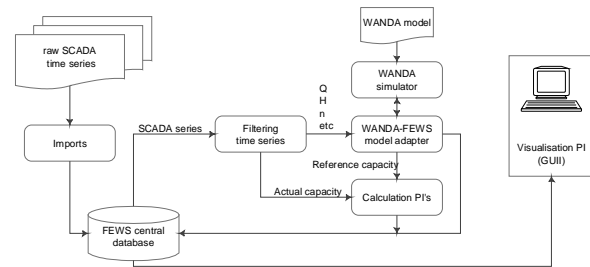 raw SCADA
time series
Imports
SCADA series
Filtering
time series
Q
H
n
etc
WANDA model
WANDA
simulator
WANDA-FEWS
model adapter
Reference capacity
Actual capacity
Calculation PI's
FEWS central
database
Visualisation PI
(GUII)